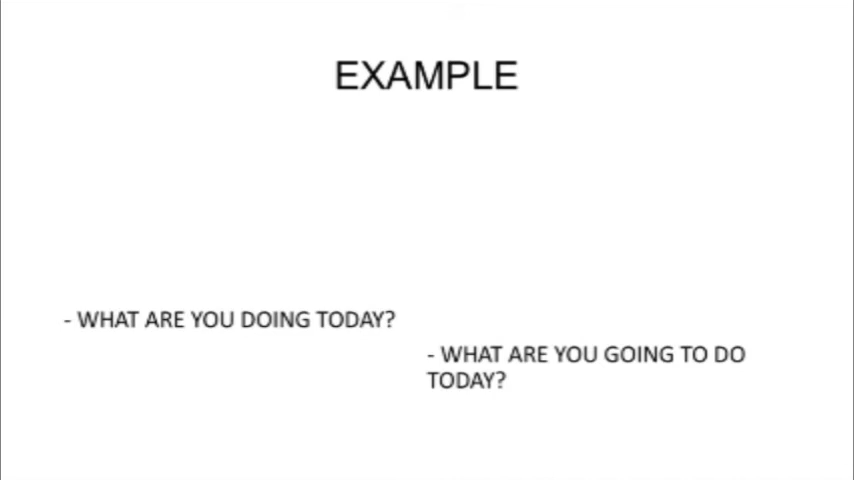 EXAMPLE
- WHAT ARE YOU DOING TODAY?
- WHAT ARE YOU GOING TO DO
TODAY?